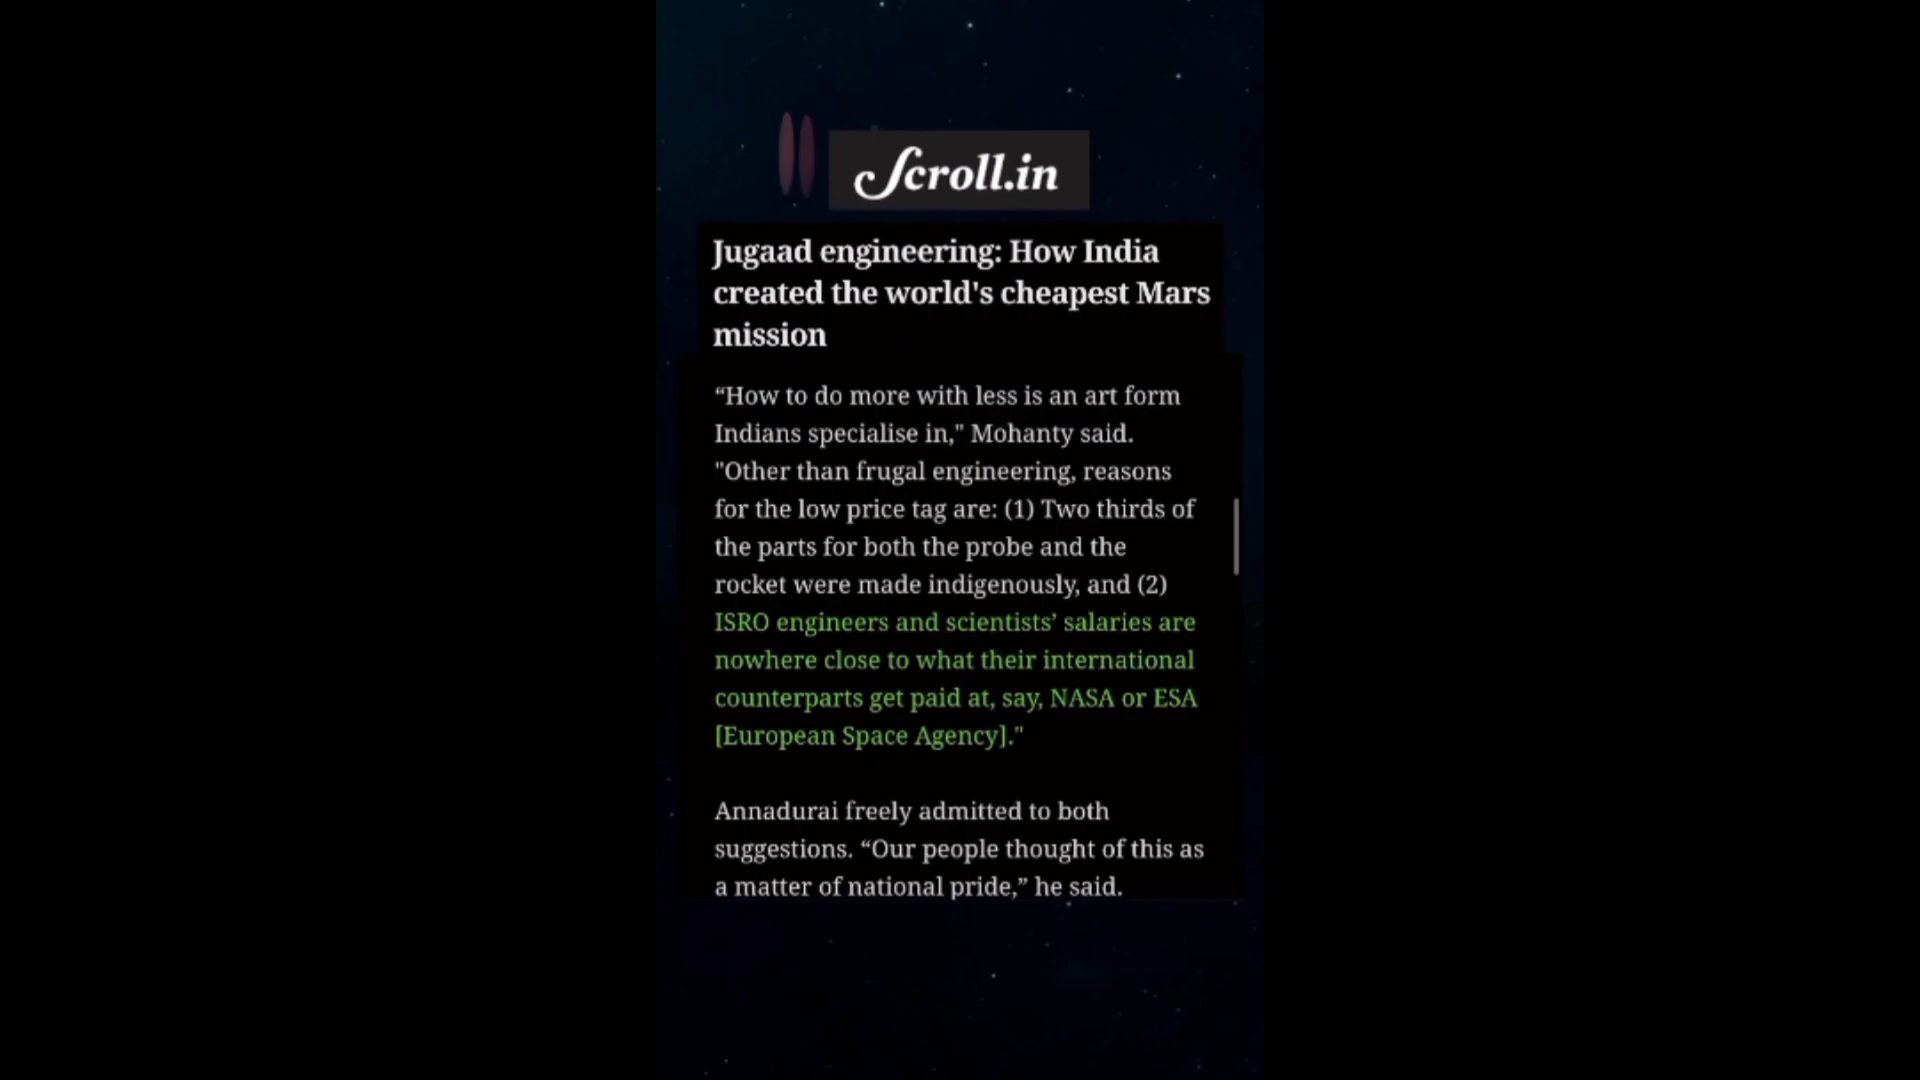 Scroll.in
Jugaad engineering: How India
created the world's cheapest Mars
mission
“How to do more with less is an art form
Indians specialise in," Mohanty said.
"Other than frugal engineering, reasons
for the low price tag are: (1) Two thirds of
the parts for both the probe and the
rocket were made indigenously, and (2)
ISRO engineers and scientists’ salaries are
nowhere close to what their international
counterparts get paid at, say, NASA or ESA
[European Space Agency]."
Annadurai freely admitted to both
suggestions. “Our people thought of this as
a matter of national pride,” he said.